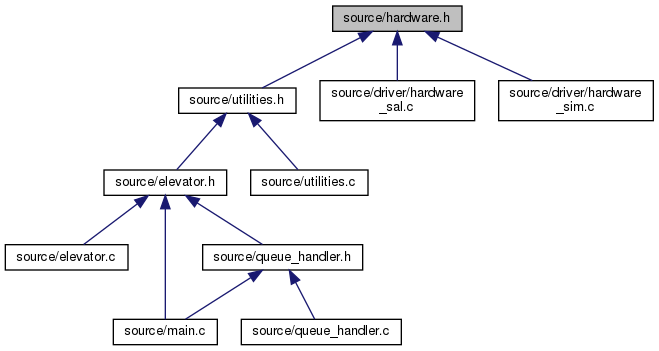 source/hardware.h
source/utilities.h
source/driver/hardware
_sal.c
source/driver/hardware
_sim.c
source/elevator.h
source/utilities.c
source/elevator.c
source/queue_handler.h
source/main.c
source/queue_handler.c